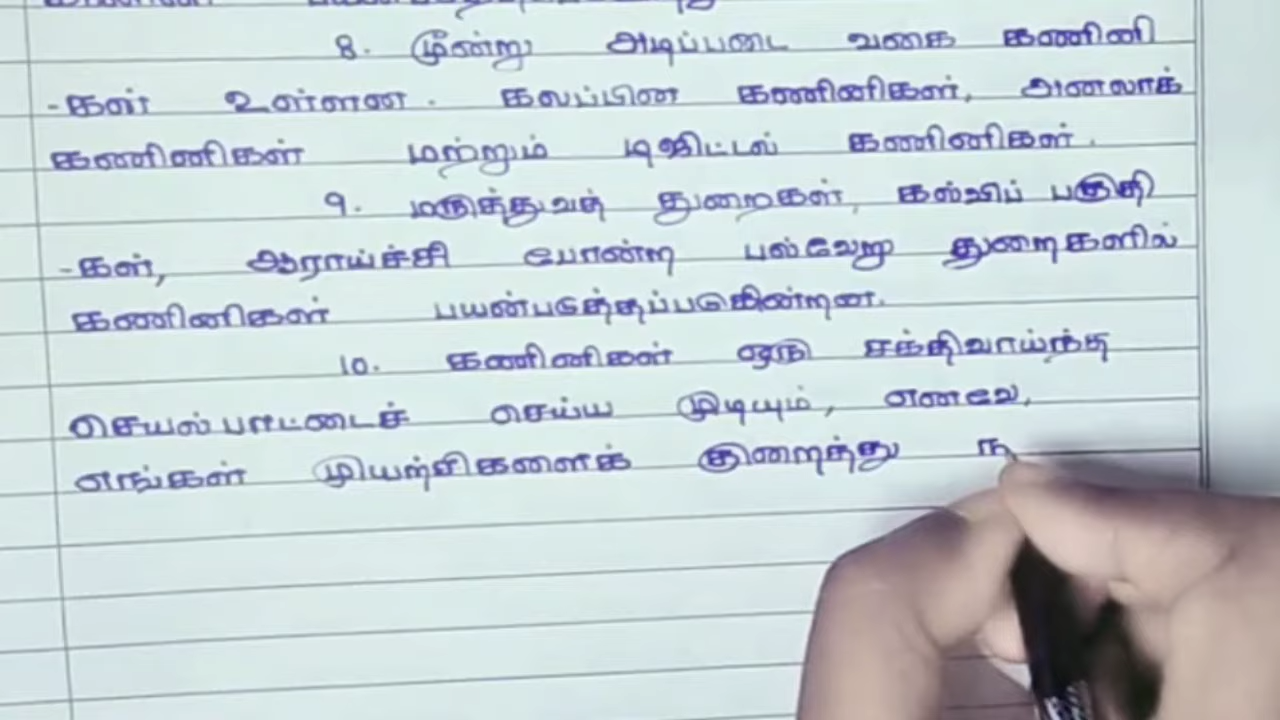 8. மூன்று அடிப்படை வகை கணினி
-கள் உள்ளன. கலப்பின கணினிகள், அனலாக்
கணினிகள் மற்றும் டிஜிட்டல் கணினிகள்.
9. மருத்துவத் துறைகள், கல்விப் பகுதி
-கள், ஆராய்ச்சி போன்ற பல்வேறு துறைகளில்
கணினிகள் பயன்படுத்தப்படுகின்றன.
10. கணினிகள் ஒரு சக்திவாய்ந்த
செயல்பாட்டைச் செய்ய முடியும், எனவே,
எங்கள் முயற்சிகளைக் குறைத்து ந